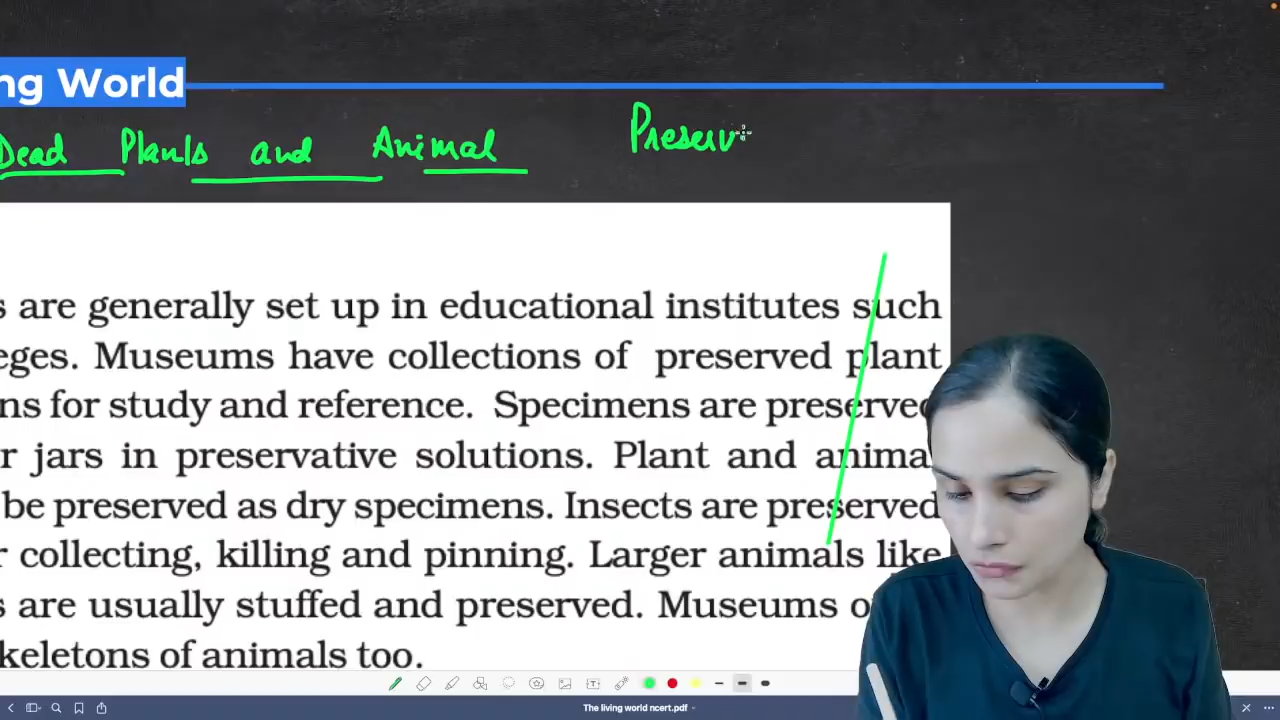 ng World
Dead Plants and Animal Preserv
s are generally set up in educational institutes such
eges. Museums have collections of preserved plant
ns for study and reference. Specimens are preserved
r jars in preservative solutions. Plant and anima
be preserved as dry specimens. Insects are preserved
r collecting, killing and pinning. Larger animals like
s are usually stuffed and preserved. Museums o
keletons of animals too.
The living world ncert.pdf